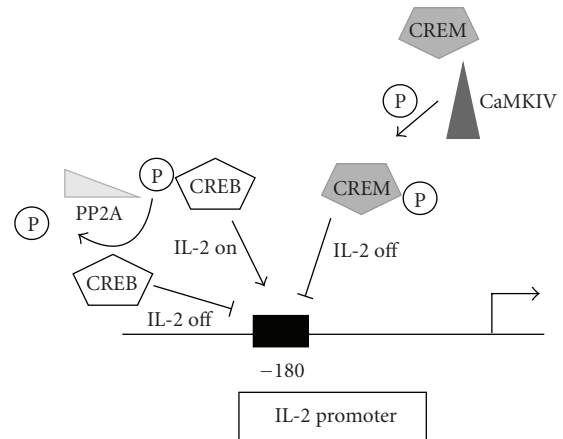 CREM
P
CaMKIV
P
CREB
CREM
P
PP2A
P
IL-2 on
IL-2 off
CREB
IL-2 off
−180
IL-2 promoter